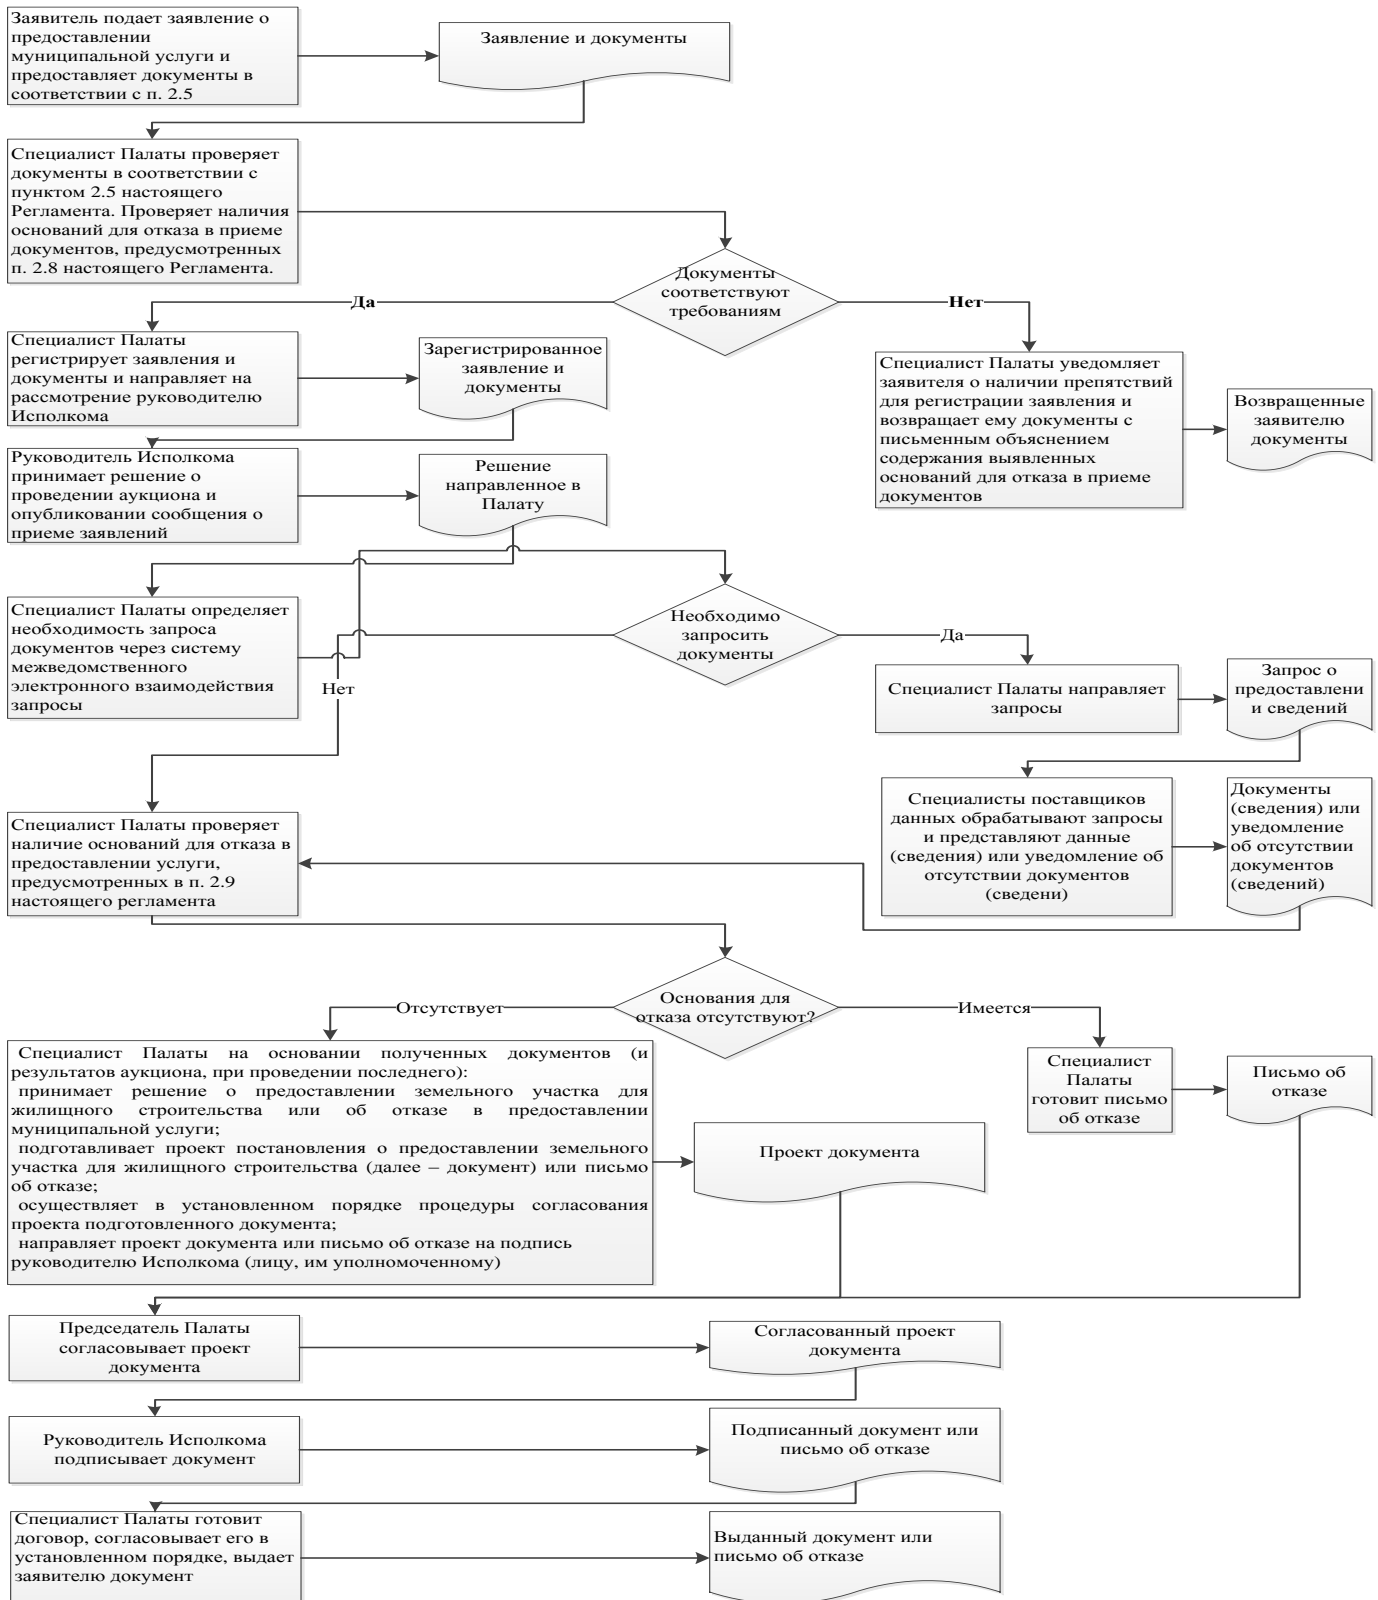 Заявитель подает заявление о
предоставлении
муниципальной услуги и
предоставляет документы в
соответствии с п. 2.5
Заявление и документы
Специалист Палаты проверяет
документы в соответствии с
пунктом 2.5 настоящего
Регламента. Проверяет наличия
оснований для отказа в приеме
документов, предусмотренных
п. 2.8 настоящего Регламента.
Документы
соответствуют
требованиям
Да
Нет
Специалист Палаты
регистрирует заявления и
документы и направляет на
рассмотрение руководителю
Исполкома
Зарегистрированное
заявление и
документы
Специалист Палаты уведомляет
заявителя о наличии препятствий
для регистрации заявления и
возвращает ему документы с
письменным объяснением
содержания выявленных
оснований для отказа в приеме
документов
Возвращенные
заявителю
документы
Руководитель Исполкома
принимает решение о
проведении аукциона и
опубликовании сообщения о
приеме заявлений
Решение
направленное в
Палату
Специалист Палаты определяет
необходимость запроса
документов через систему
межведомственного
электронного взаимодействия
запросы
Необходимо
запросить
документы
Да
Нет
Специалист Палаты направляет
запросы
Запрос о
предоставлени
и сведений
Специалисты поставщиков
данных обрабатывают запросы
и представляют данные
(сведения) или уведомление об
отсутствии документов
(сведени)
Документы
(сведения) или
уведомление
об отсутствии
документов
(сведений)
Специалист Палаты проверяет
наличие оснований для отказа в
предоставлении услуги,
предусмотренных в п. 2.9
настоящего регламента
Основания для
отказа отсутствуют?
Отсутствует
Имеется
Специалист Палаты на основании полученных документов (и
результатов аукциона, при проведении последнего):
принимает решение о предоставлении земельного участка для
жилищного строительства или об отказе в предоставлении
муниципальной услуги;
подготавливает проект постановления о предоставлении земельного
участка для жилищного строительства (далее – документ) или письмо
об отказе;
осуществляет в установленном порядке процедуры согласования
проекта подготовленного документа;
направляет проект документа или письмо об отказе на подпись
руководителю Исполкома (лицу, им уполномоченному)
Проект документа
Специалист
Палаты
готовит письмо
об отказе
Письмо об
отказе
Председатель Палаты
согласовывает проект
документа
Согласованный проект
документа
Руководитель Исполкома
подписывает документ
Подписанный документ или
письмо об отказе
Специалист Палаты готовит
договор, согласовывает его в
установленном порядке, выдает
заявителю документ
Выданный документ или
письмо об отказе